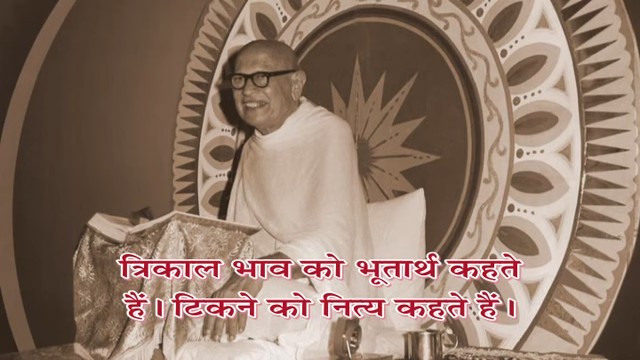 त्रिकाल भाव को भूतार्थ कहते
हैं। टिकने को नित्य कहते हैं।